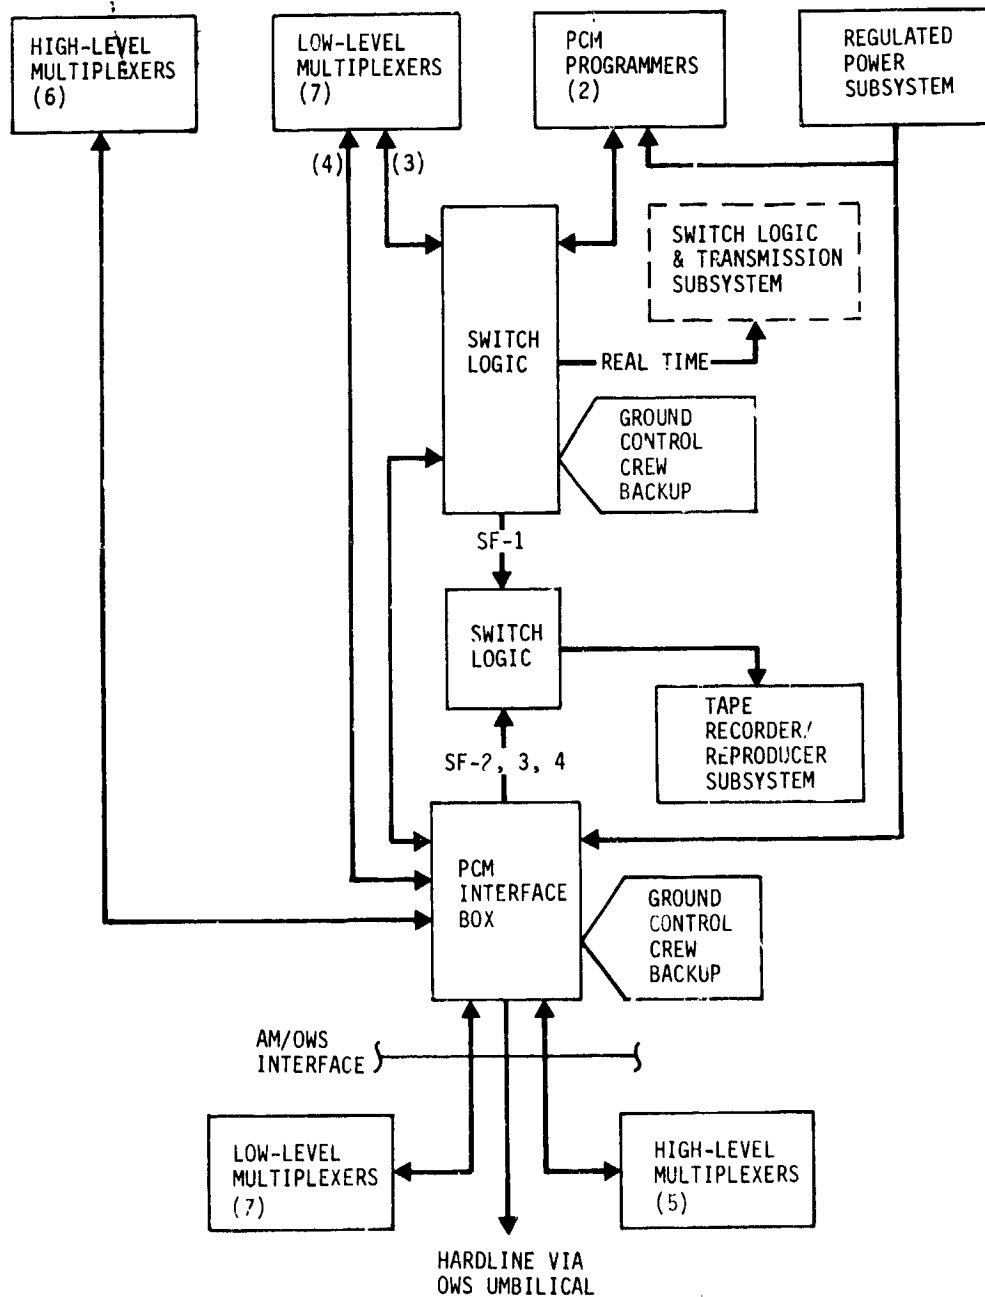 HIGH-LEVEL
MULTIPLEXERS
(6)
LOW-LEVEL
MULTIPLEXERS
(7)
PCM
PROGRAMMERS
(2)
REGULATED
POWER
SUBSYSTEM
(4)
(3)
SWITCH LOGIC
& TRANSMISSION
SUBSYSTEM
SWITCH
LOGIC
REAL TIME
GROUND
CONTROL
CREW
BACKUP
SF-1
SWITCH
LOGIC
TAPE
RECORDER/
REPRODUCER
SUBSYSTEM
SF-2, 3, 4
PCM
INTERFACE
BOX
GROUND
CONTROL
CREW
BACKUP
AM/OWS
INTERFACE
LOW-LEVEL
MULTIPLEXERS
(7)
HIGH-LEVEL
MULTIPLEXERS
(5)
HARDLINE VIA
OWS UMBILICAL